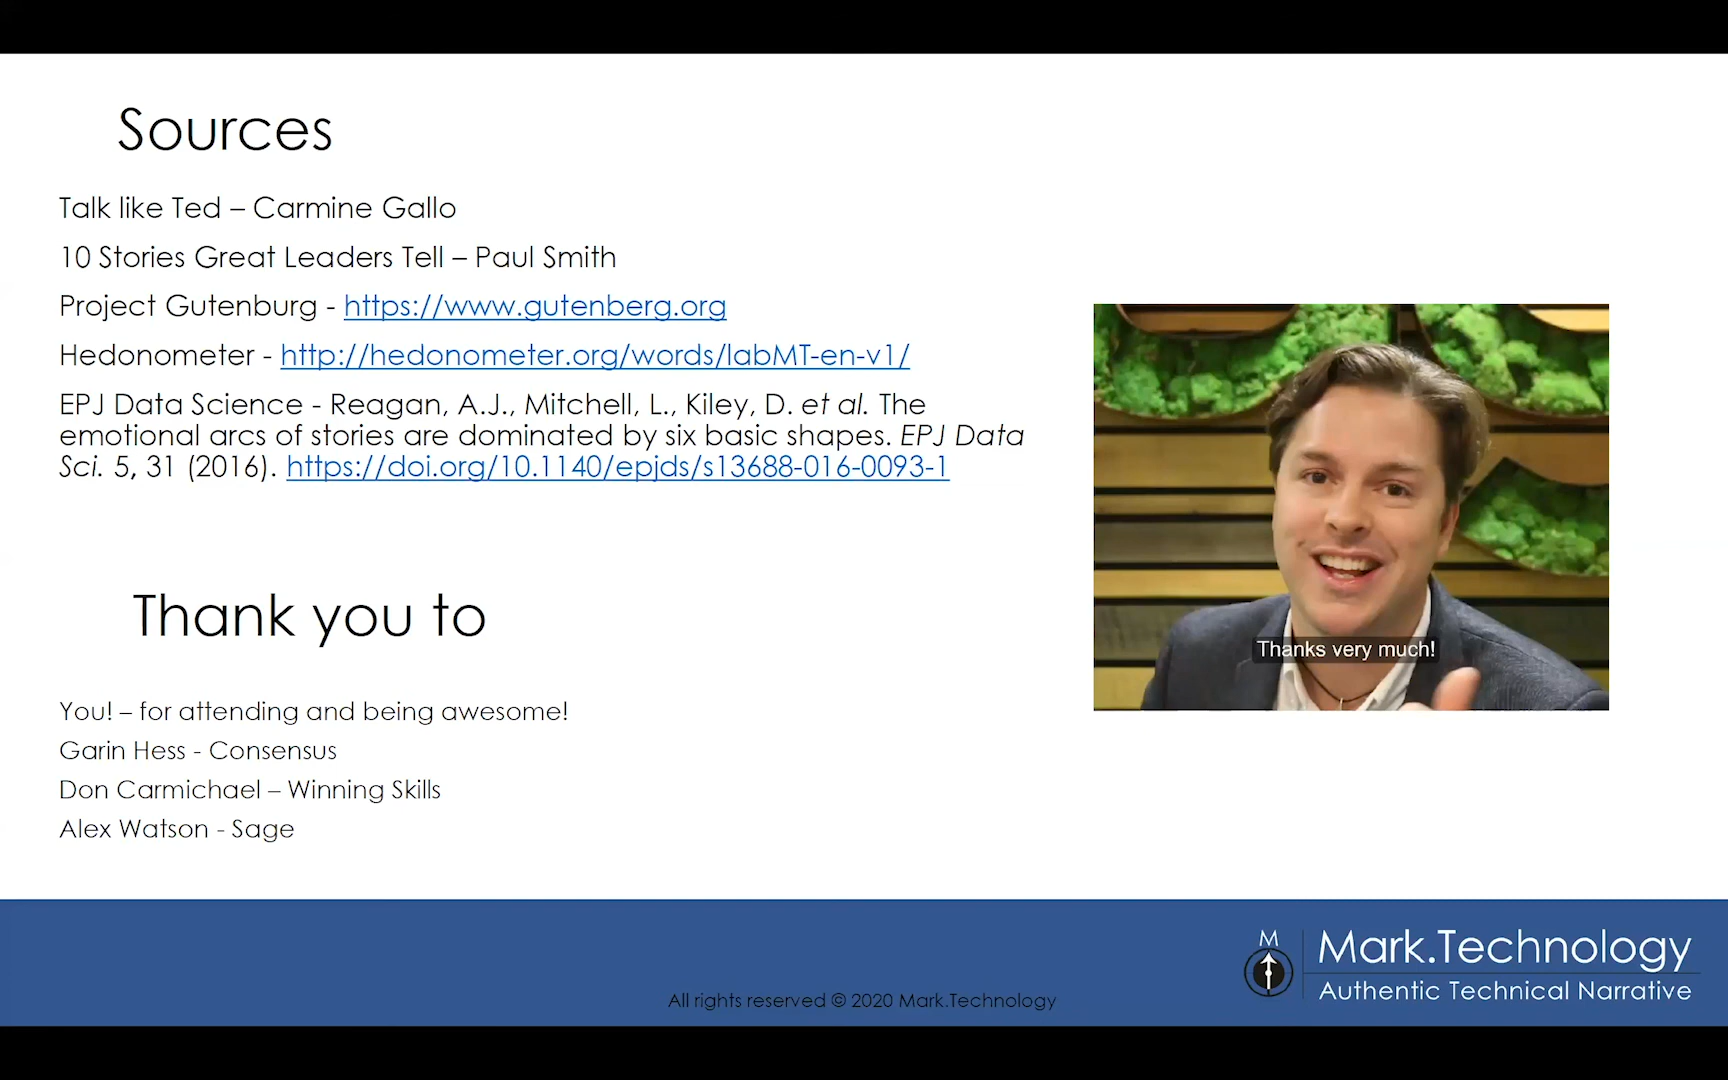 Sources
Talk like Ted – Carmine Gallo
10 Stories Great Leaders Tell – Paul Smith
Project Gutenburg - https://www.gutenberg.org
Hedonometer - http://hedonometer.org/words/labMT-en-v1/
EPJ Data Science - Reagan, A.J., Mitchell, L., Kiley, D. et al. The
emotional arcs of stories are dominated by six basic shapes. EPJ Data
Sci. 5, 31 (2016). https://doi.org/10.1140/epjds/s13688-016-0093-1
Thanks very much!
Thank you to
You! – for attending and being awesome!
Garin Hess - Consensus
Don Carmichael – Winning Skills
Alex Watson - Sage
M
Mark.Technology
Authentic Technical Narrative
All rights reserved © 2020 Mark.Technology